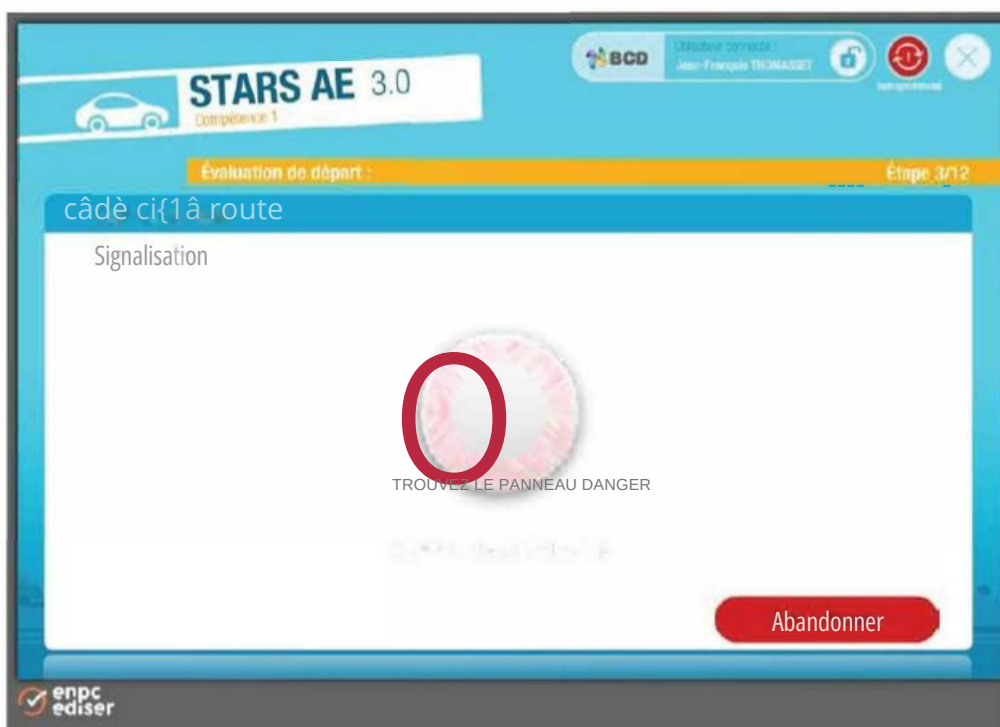 BCD
Utilisateur connecté :
Jean-François THOMASSET
STARS AE 3.0
Compétence 1
Évaluation de départ :
Étape 3/12
câdè ci{1â route
Signalisation
O
TROUVEZ LE PANNEAU DANGER
Abandonner
enpc
ediser